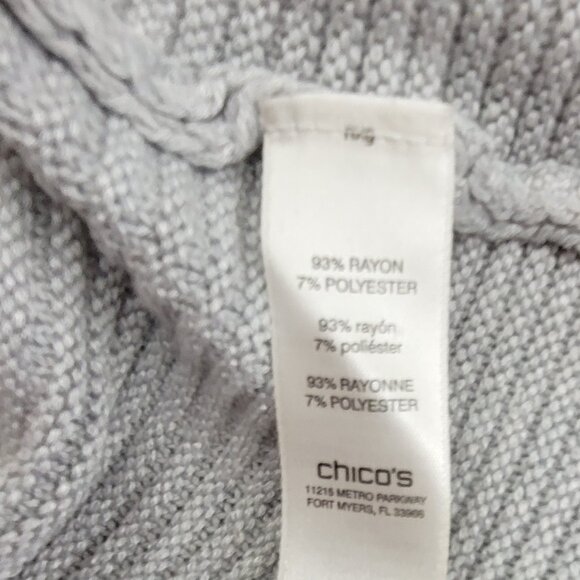 93% RAYON
7% POLYESTER
93% rayón
7% poliéster
93% RAYONNE
7% POLYESTER
chico's
11215 METRO PARKWAY
FORT MYERS, FL 33966